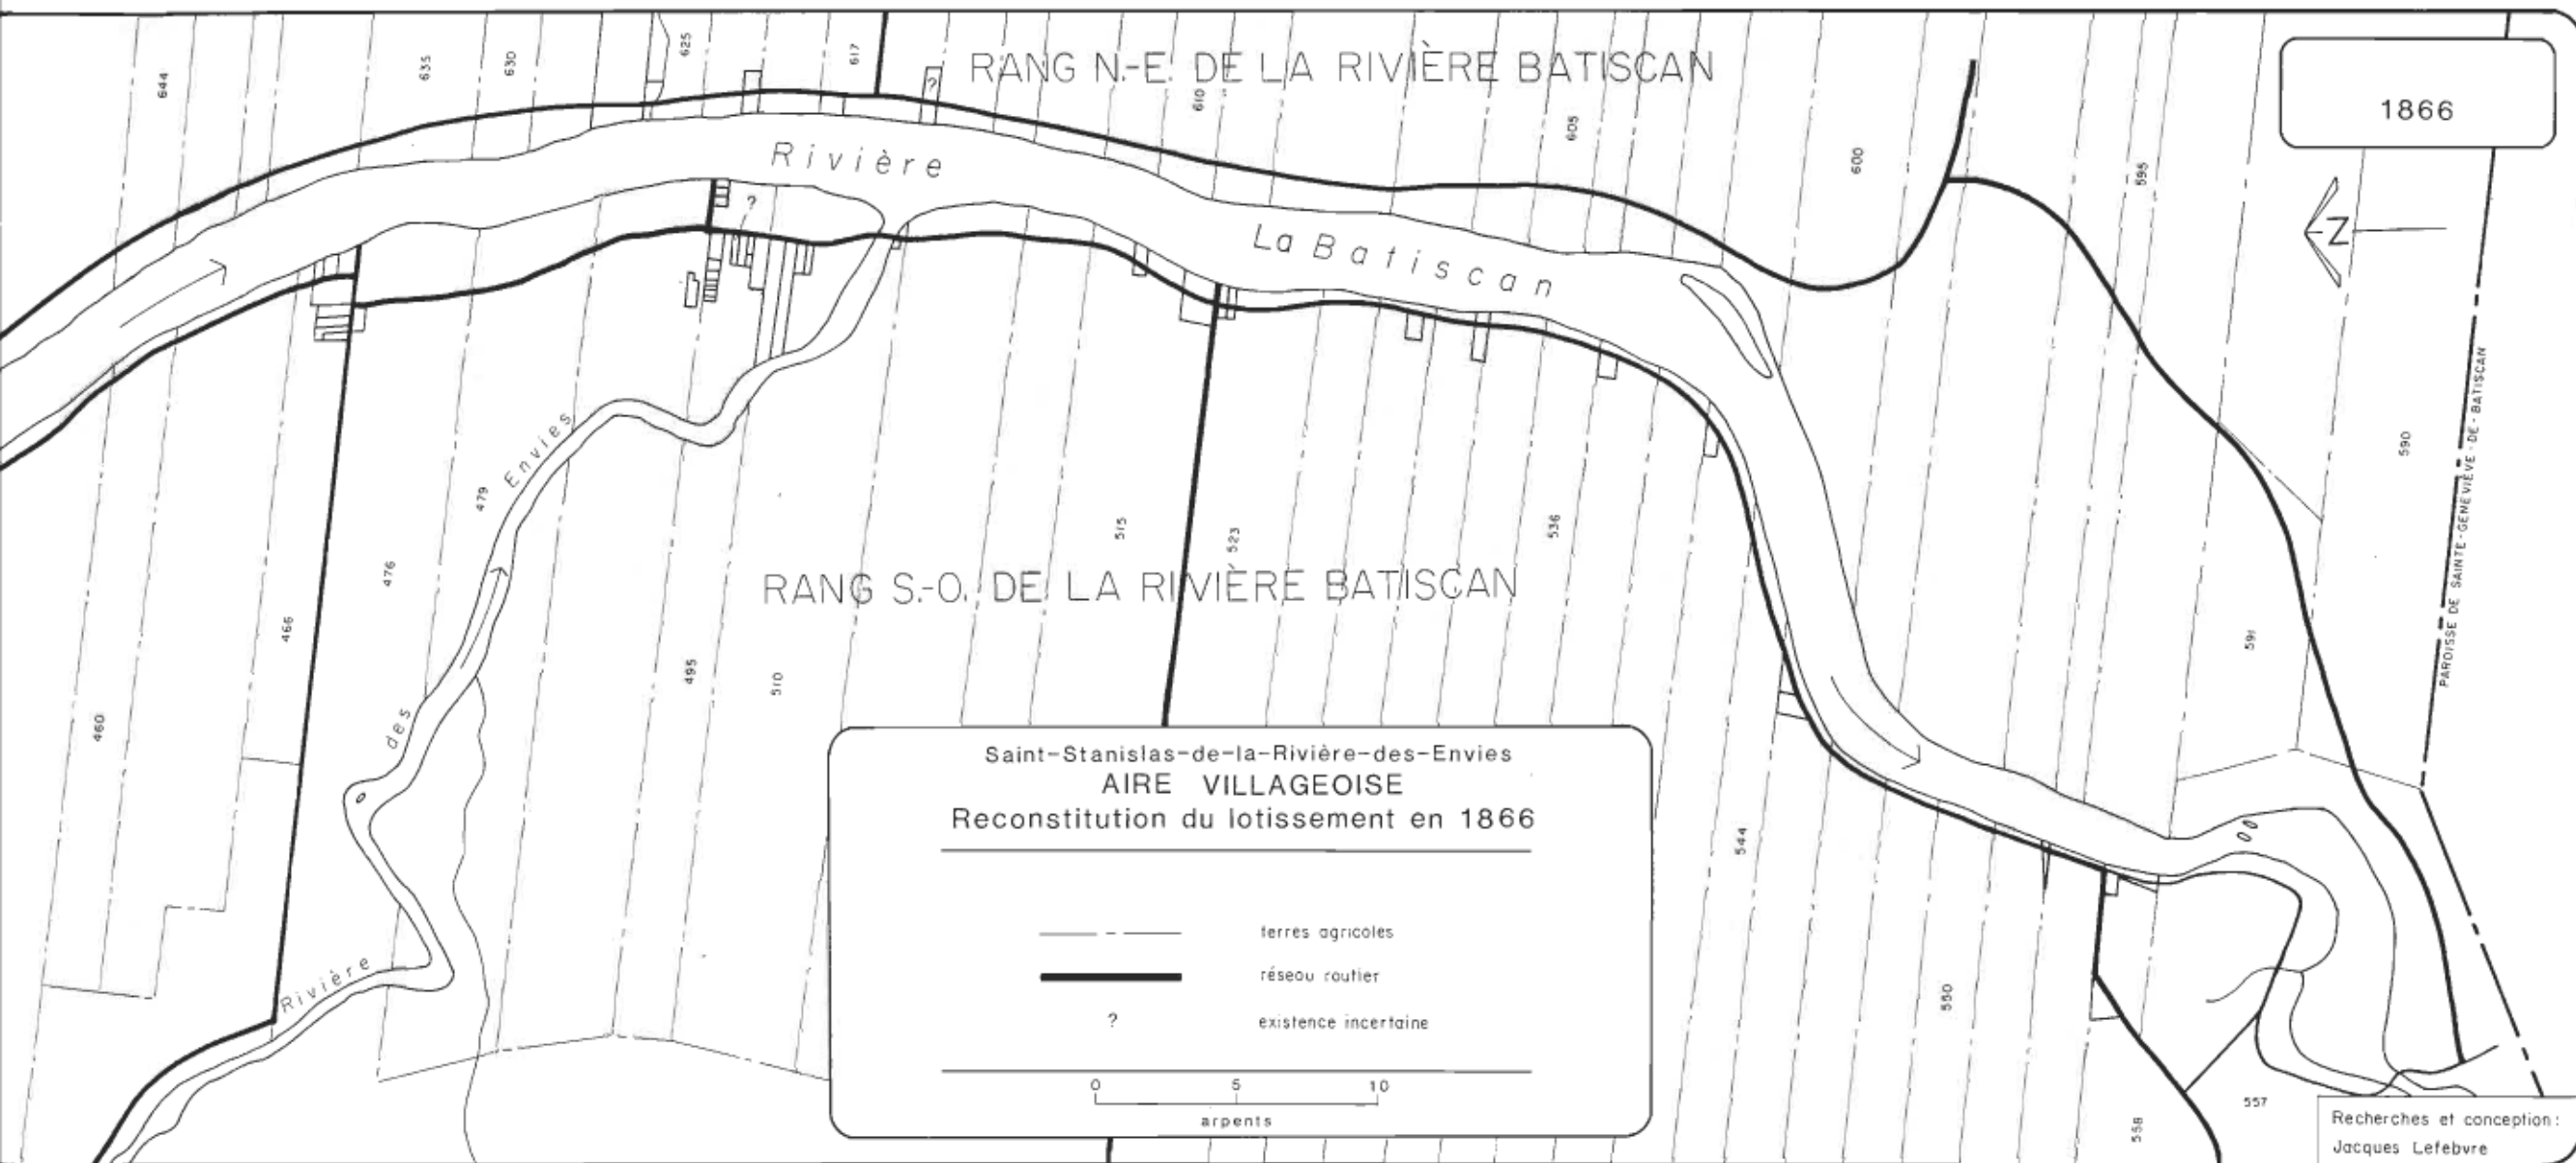 644
635
630
625
617
?
RANG N.-E. DE LA RIVIÈRE BATISCAN
610
605
600
595
1866
Rivière
?
La Batiscan
N
PAROISSE DE SAINTE-GENEVIÈVE-DE-BATISCAN
590
591
Rivière des Envies
460
466
476
479
495
510
515
523
536
544
550
558
557
RANG S.-O. DE LA RIVIÈRE BATISCAN
Saint-Stanislas-de-la-Rivière-des-Envies
AIRE VILLAGEOISE
Reconstitution du lotissement en 1866
terres agricoles
réseau routier
? existence incertaine
0 5 10
arpents
Recherches et conception:
Jacques Lefebvre